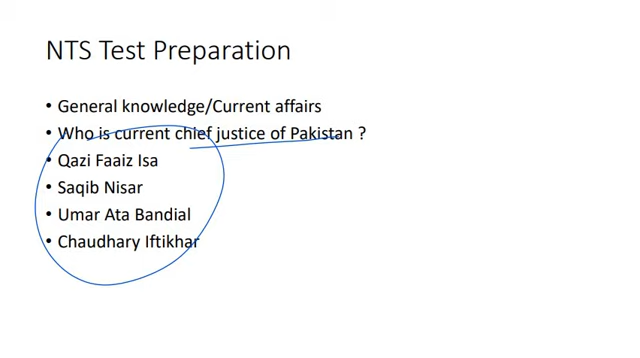 NTS Test Preparation
• General knowledge/Current affairs
• Who is current chief justice of Pakistan ?
• Qazi Faaiz Isa
• Saqib Nisar
• Umar Ata Bandial
• Chaudhary Iftikhar